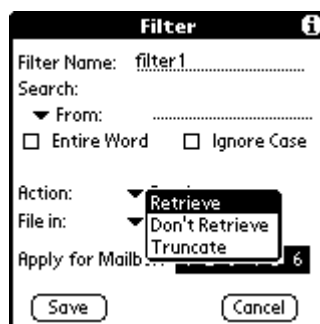 Filter
Filter Name: filter1
Search:
From:
Entire Word Ignore Case
Action:
Retrieve
File in:
Don't Retrieve
Truncate
Apply for Mailb 6
Save Cancel